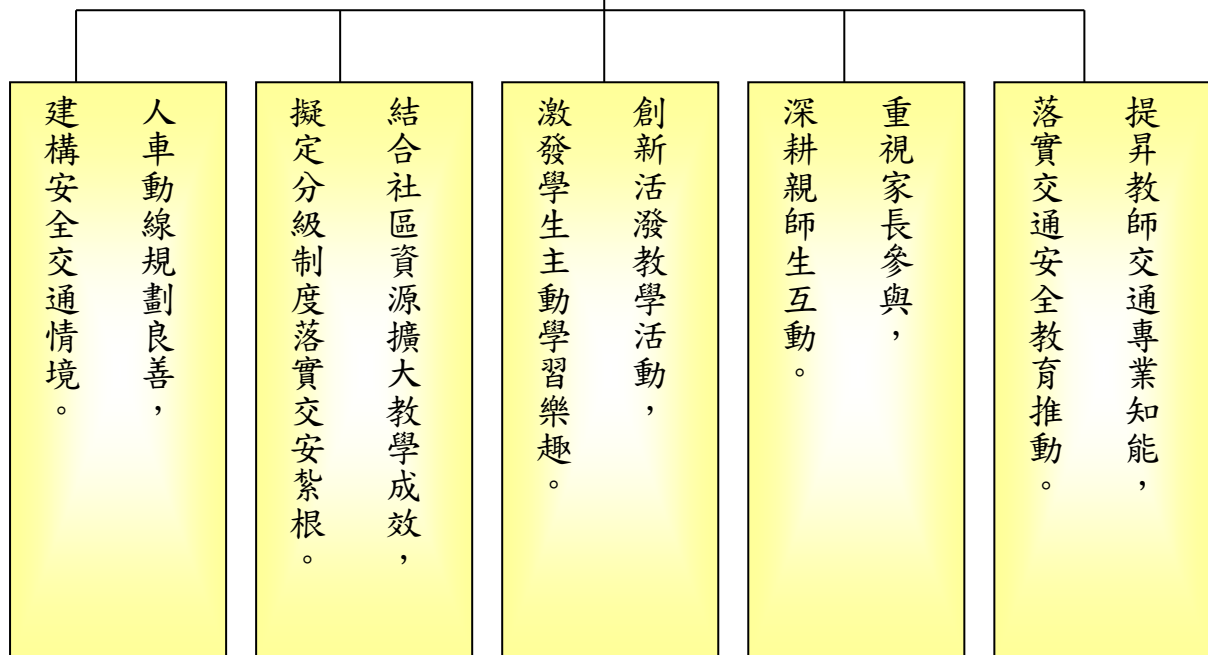 提昇教師交通專業知能，
落實交通安全教育推動。
重視家長參與，
深耕親師生互動。
創新活潑教學活動，
激發學生主動學習樂趣。
結合社區資源擴大教學成效，
擬定分級制度落實交安紮根。
人車動線規劃良善，
建構安全交通情境。